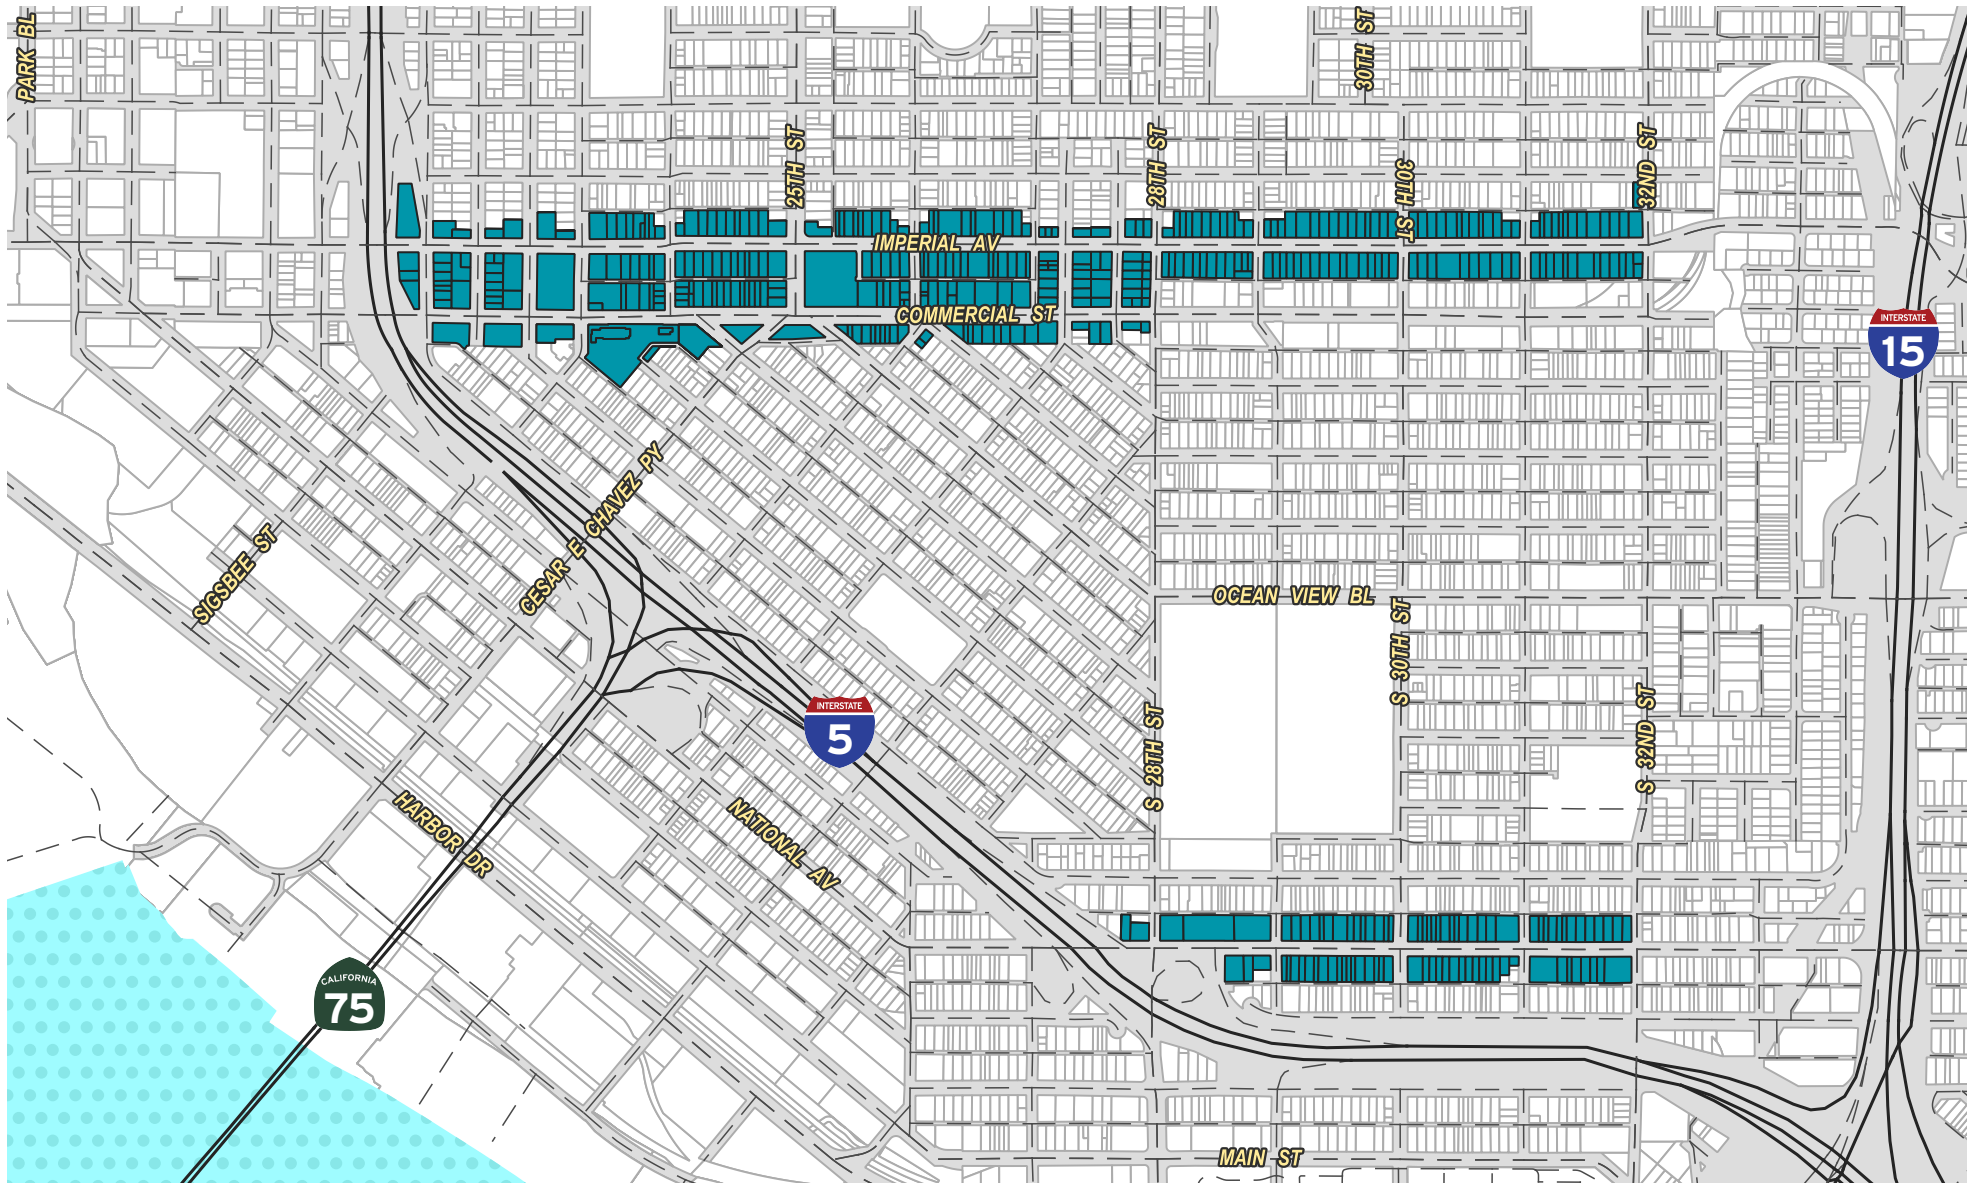 PARK BL
30TH ST
25TH ST
28TH ST
30TH ST
32ND ST
IMPERIAL AV
COMMERCIAL ST
INTERSTATE
15
CESAR E CHAVEZ PY
SIGSBEE ST
OCEAN VIEW BL
S 30TH ST
S 28TH ST
S 32ND ST
INTERSTATE
5
HARBOR DR
NATIONAL AV
CALIFORNIA
75
MAIN ST